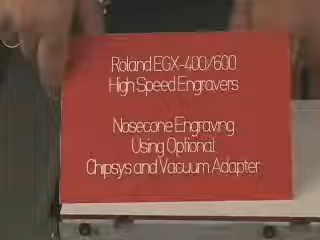 Roland EGX-400/600
High Speed Engravers
Nosecone Engraving
Using Optional
Chipsys and Vacuum Adapter